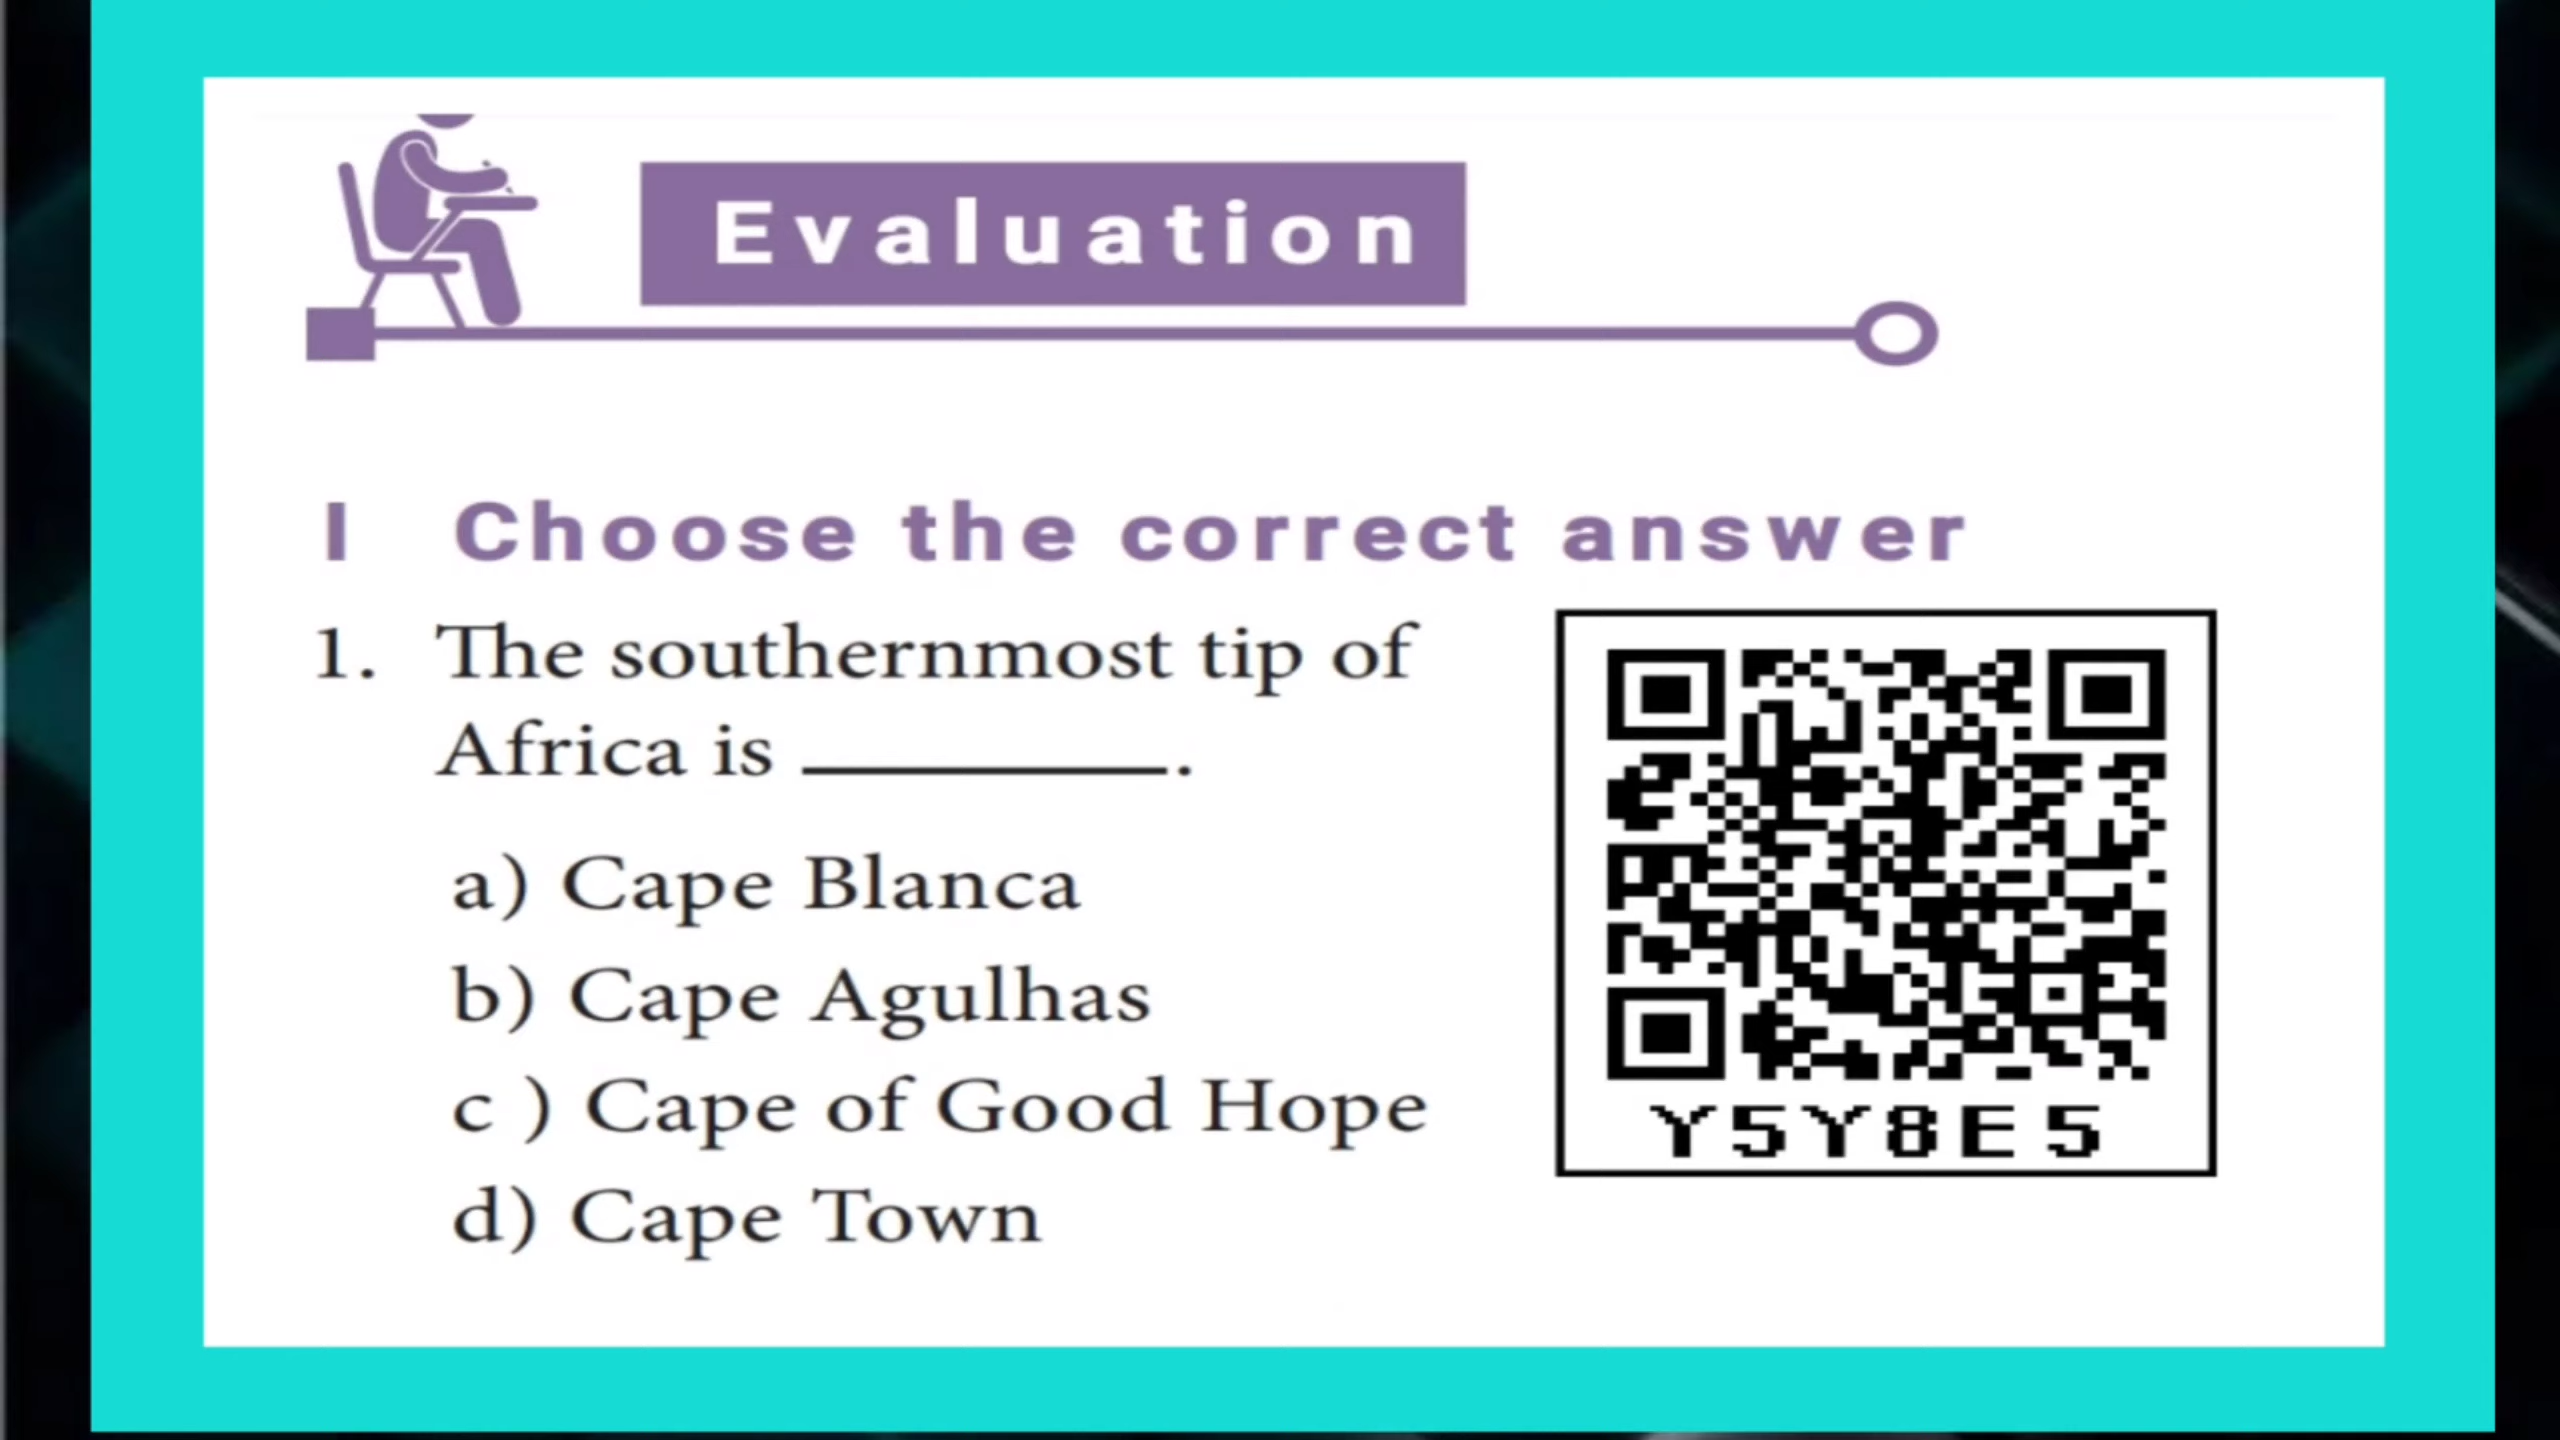 Evaluation
I Choose the correct answer
1. The southernmost tip of
Africa is ________.
a) Cape Blanca
b) Cape Agulhas
c ) Cape of Good Hope
d) Cape Town
Y5Y8E5